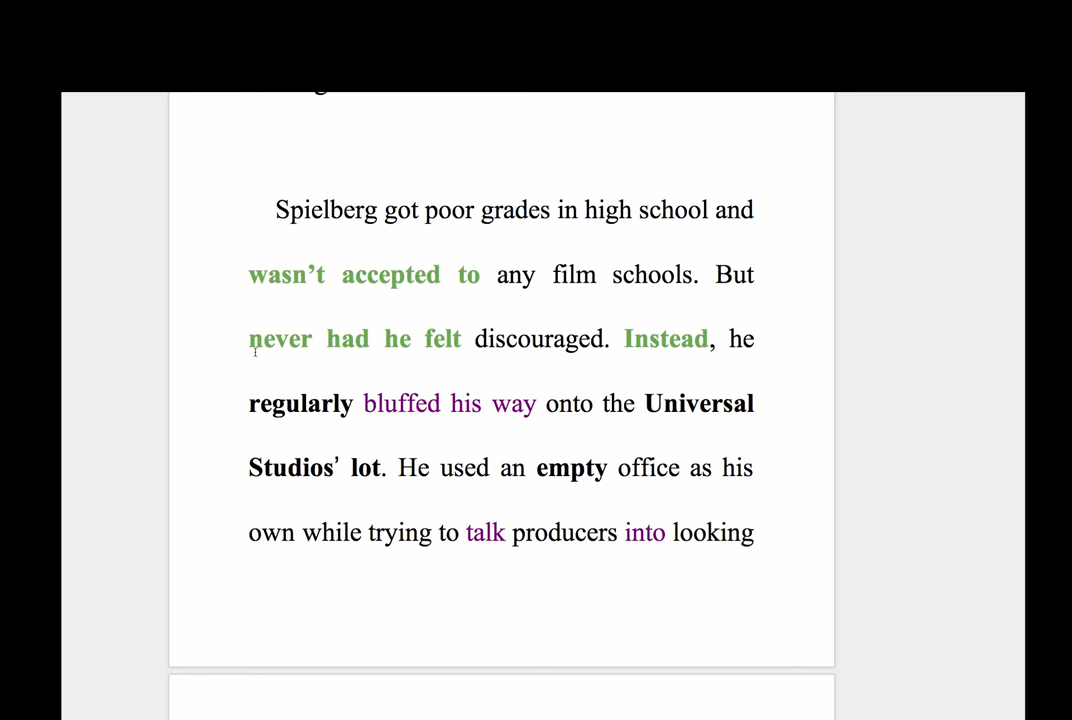 Spielberg got poor grades in high school and
wasn’t accepted to any film schools. But
never had he felt discouraged. Instead, he
regularly bluffed his way onto the Universal
Studios’ lot. He used an empty office as his
own while trying to talk producers into looking